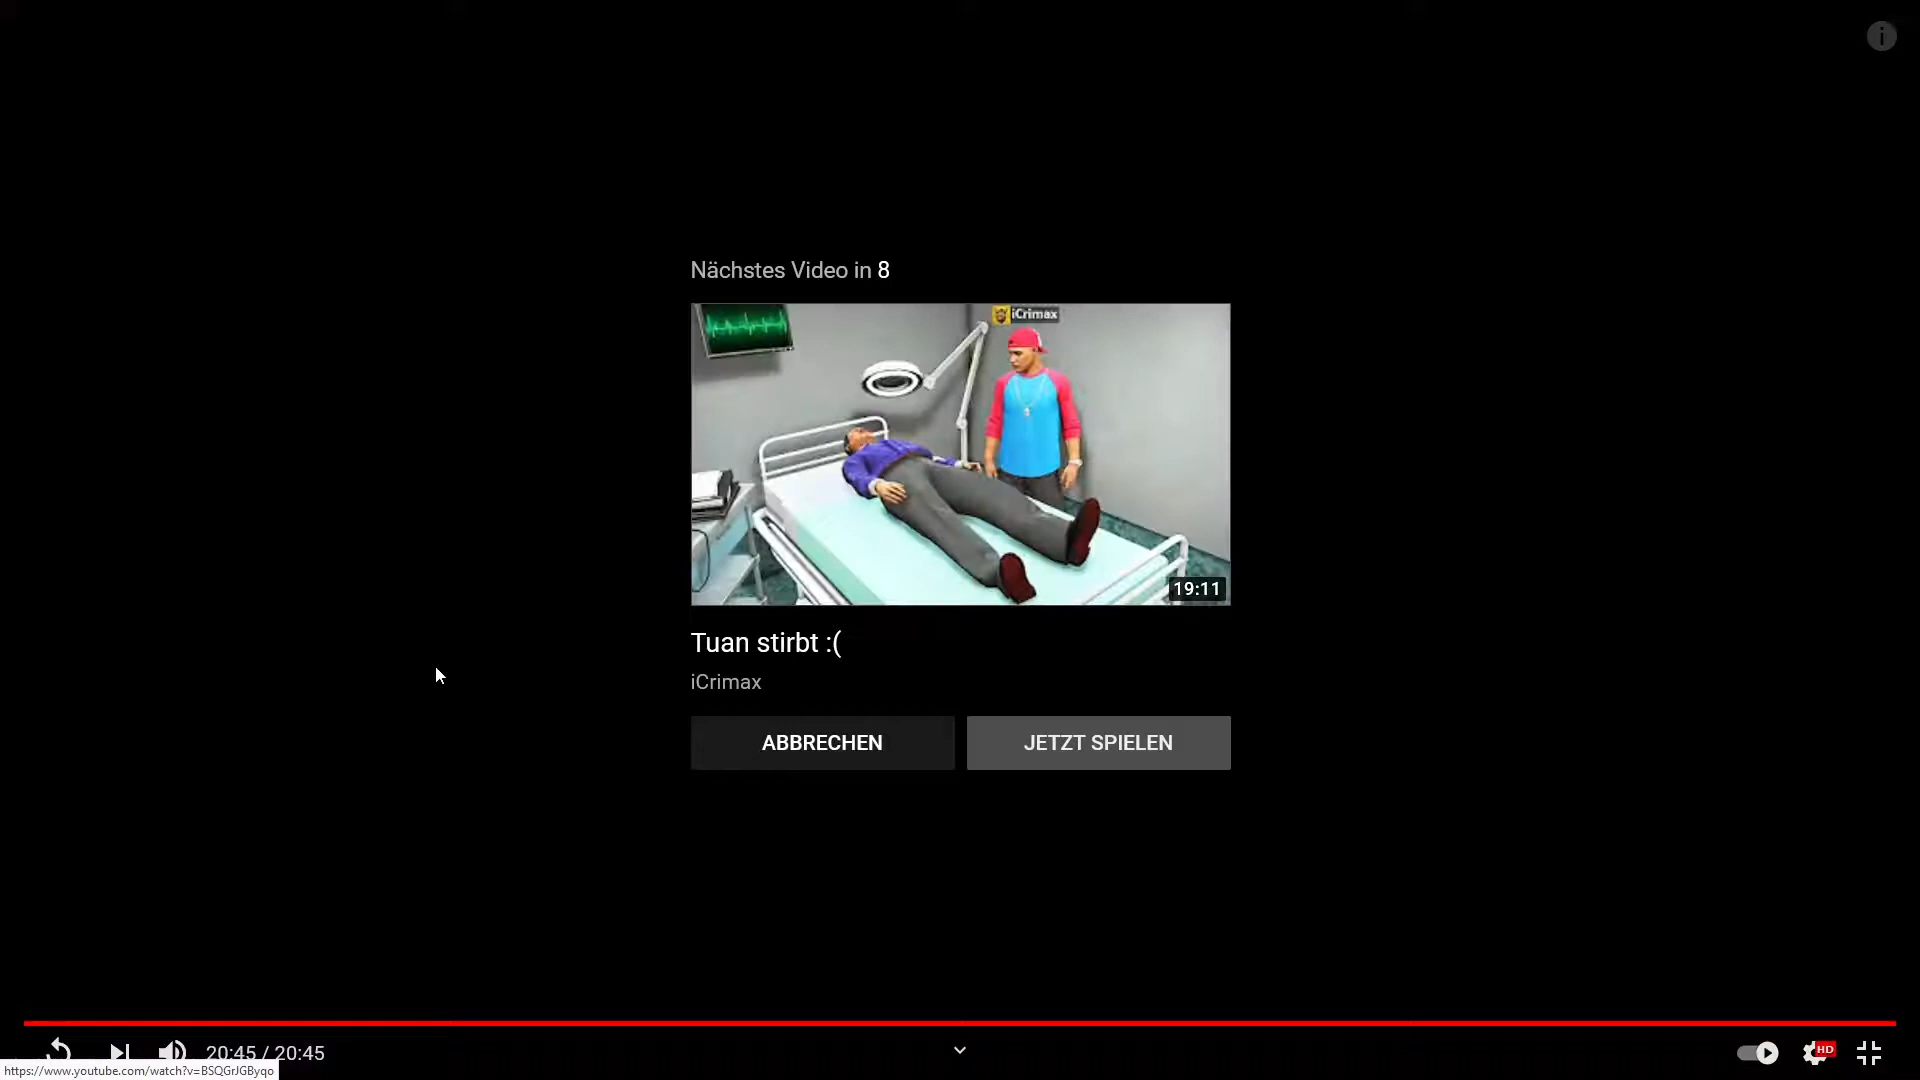 Nächstes Video in 8
iCrimax
19:11
Tuan stirbt :(
iCrimax
ABBRECHEN
JETZT SPIELEN
20:45 / 20:45
HD
https://www.youtube.com/watch?v=BSQGrJGByqo